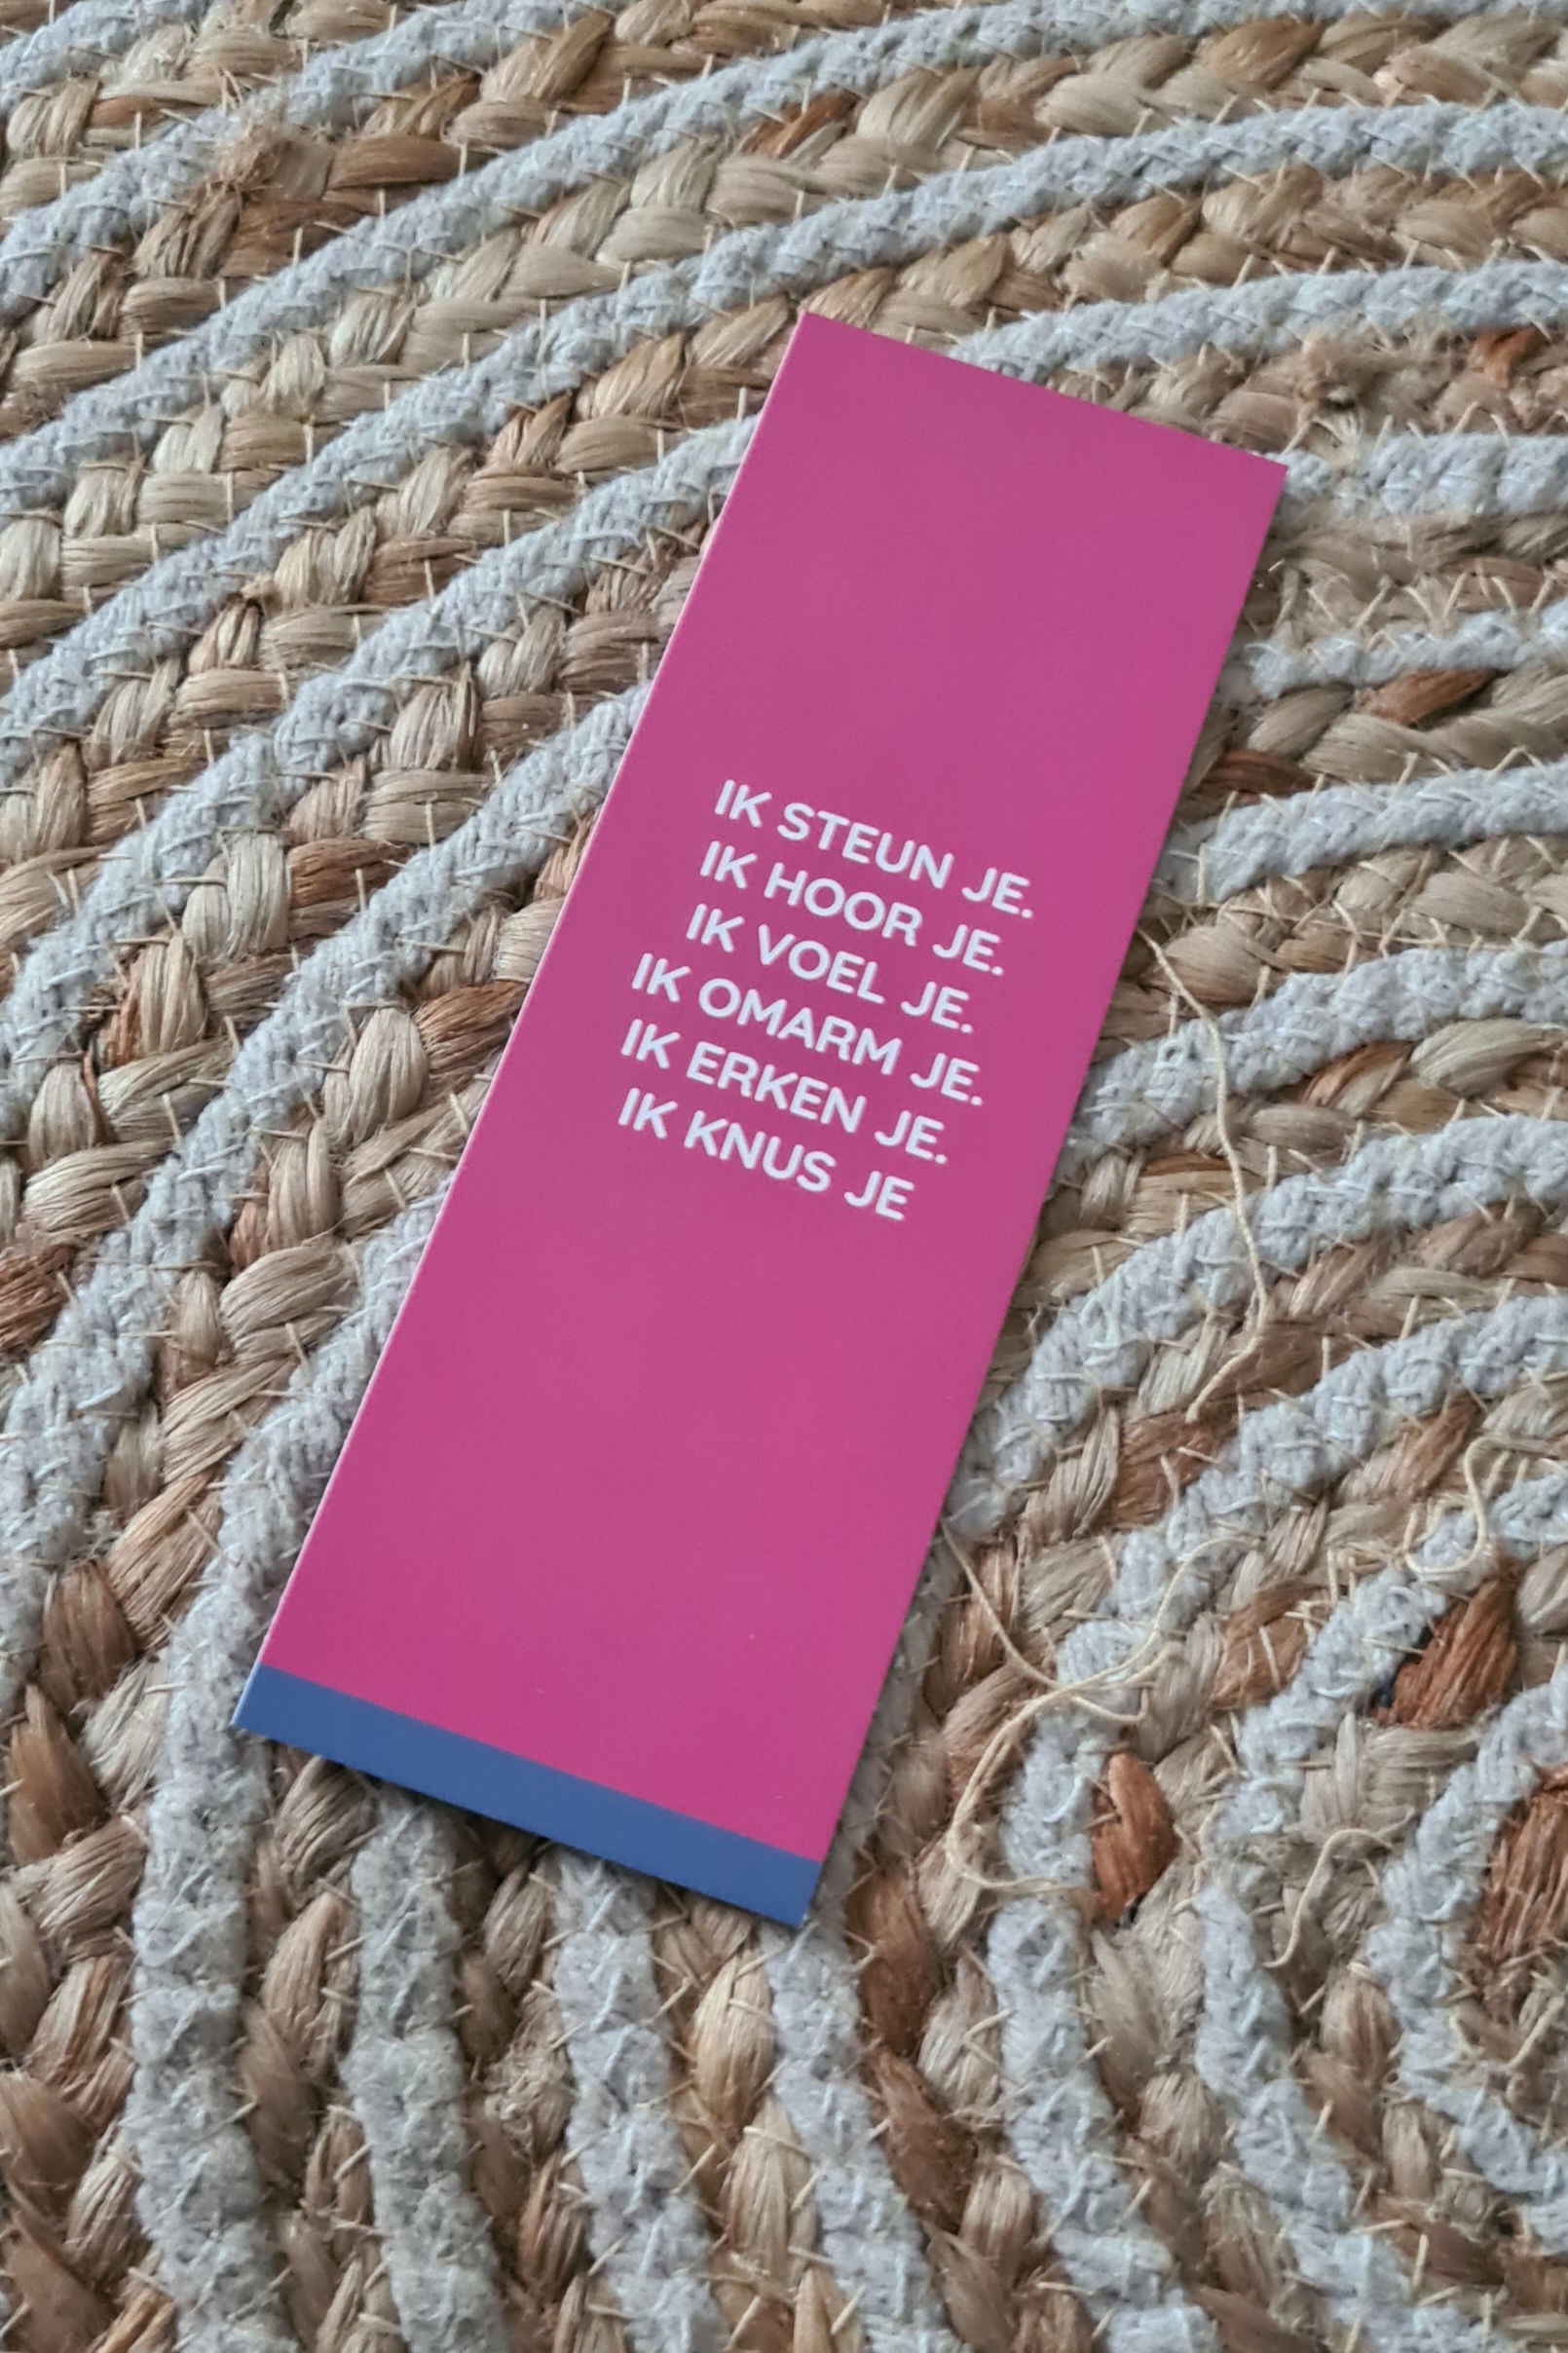 IK STEUN JE.
IK HOOR JE.
IK VOEL JE.
IK OMARM JE.
IK ERKEN JE.
IK KNUS JE